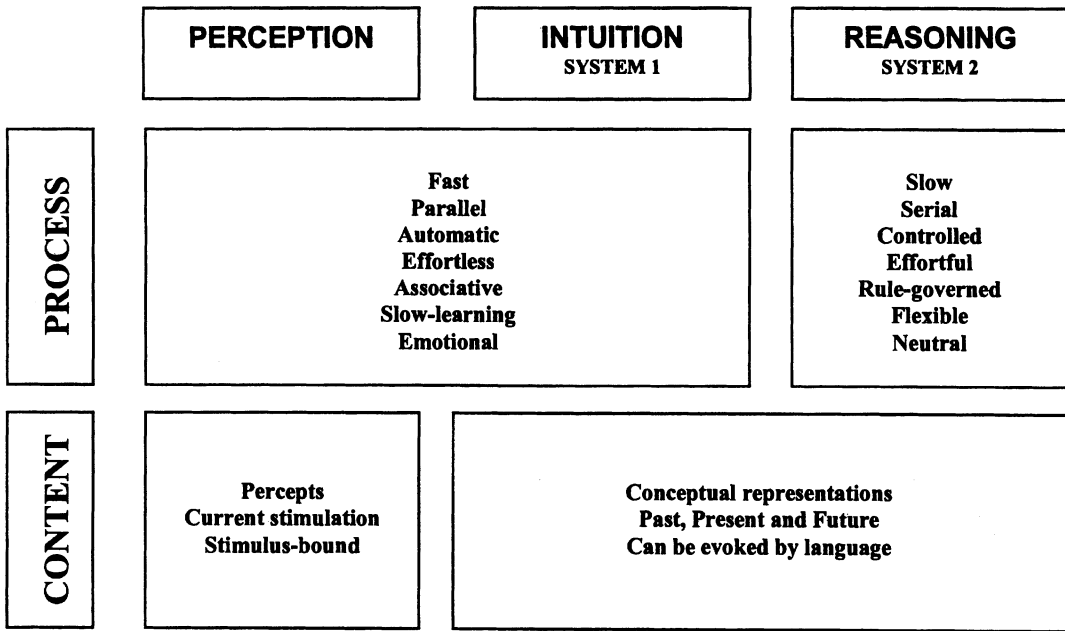 PERCEPTION
INTUITION
SYSTEM 1
REASONING
SYSTEM 2
PROCESS
Fast
Parallel
Automatic
Effortless
Associative
Slow-learning
Emotional
Slow
Serial
Controlled
Effortful
Rule-governed
Flexible
Neutral
CONTENT
Percepts
Current stimulation
Stimulus-bound
Conceptual representations
Past, Present and Future
Can be evoked by language